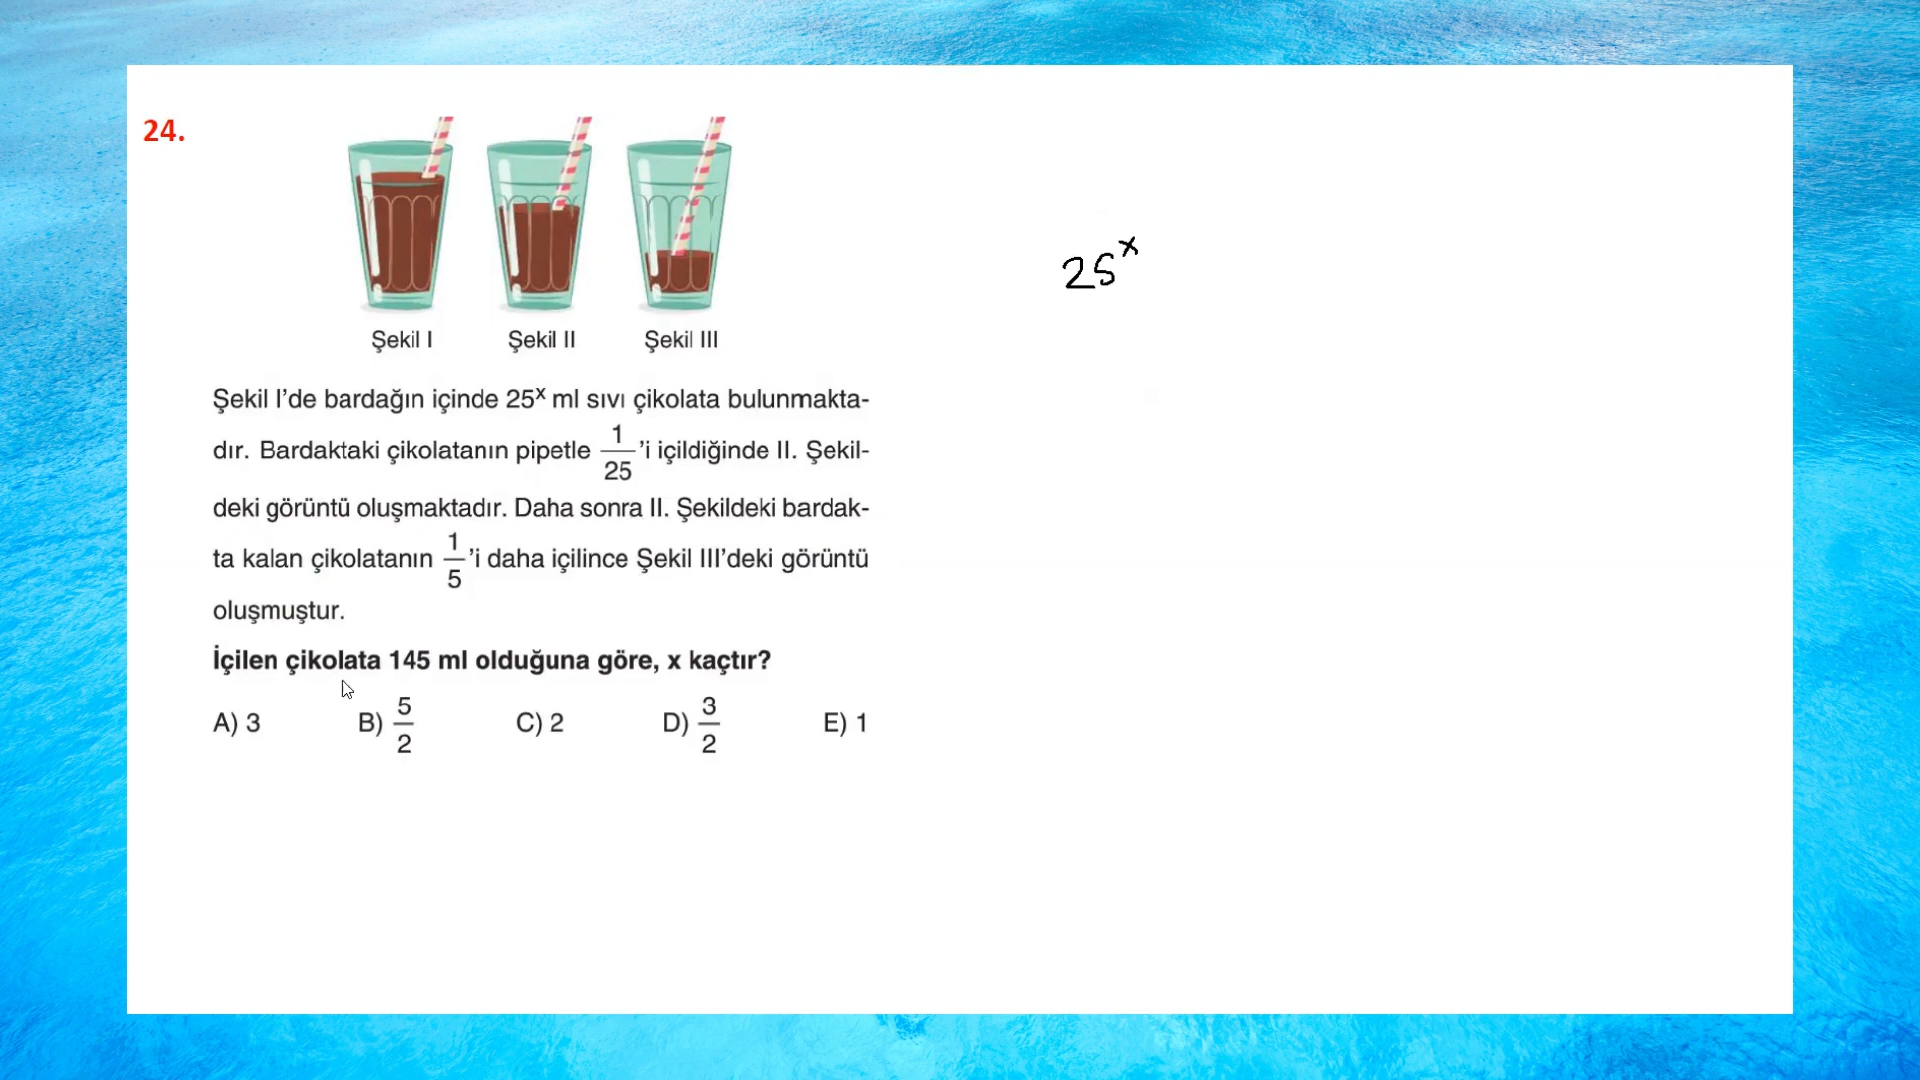 24.
Şekil I Şekil II Şekil III
25ˣ
Şekil I’de bardağın içinde 25ˣ ml sıvı çikolata bulunmakta-
dır. Bardaktaki çikolatanın pipetle 1/25 ’i içildiğinde II. Şekil-
deki görüntü oluşmaktadır. Daha sonra II. Şekildeki bardak-
ta kalan çikolatanın 1/5 ’i daha içilince Şekil III’deki görüntü
oluşmuştur.
İçilen çikolata 145 ml olduğuna göre, x kaçtır?
A) 3 B) 5/2 C) 2 D) 3/2 E) 1